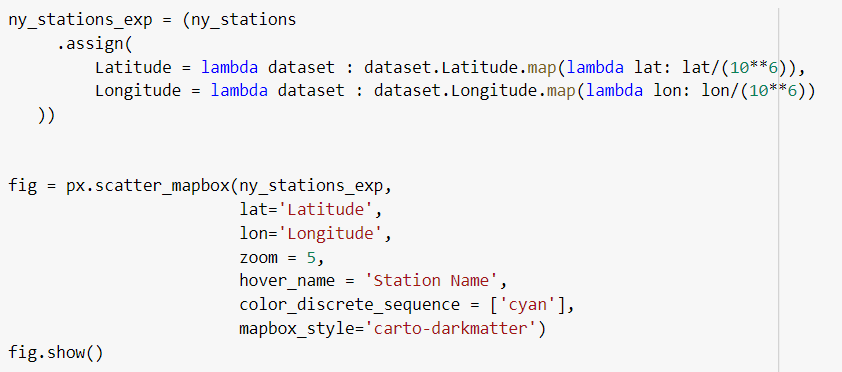 ny_stations_exp = (ny_stations
     .assign(
         Latitude = lambda dataset : dataset.Latitude.map(lambda lat: lat/(10**6)),
         Longitude = lambda dataset : dataset.Longitude.map(lambda lon: lon/(10**6))
   ))
fig = px.scatter_mapbox(ny_stations_exp,
                        lat='Latitude',
                        lon='Longitude',
                        zoom = 5,
                        hover_name = 'Station Name',
                        color_discrete_sequence = ['cyan'],
                        mapbox_style='carto-darkmatter')
fig.show()